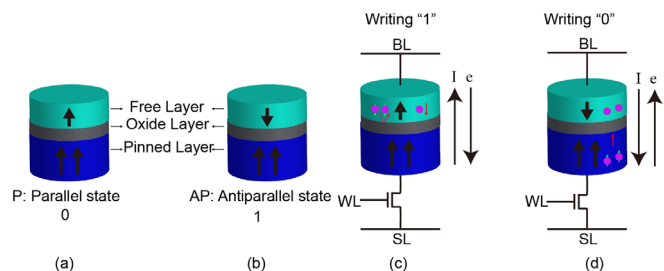 Writing “1”
Writing “0”
BL
BL
I e
I e
Free Layer
Oxide Layer
Pinned Layer
WL
WL
P: Parallel state
0
AP: Antiparallel state
1
SL
SL
(a)
(b)
(c)
(d)